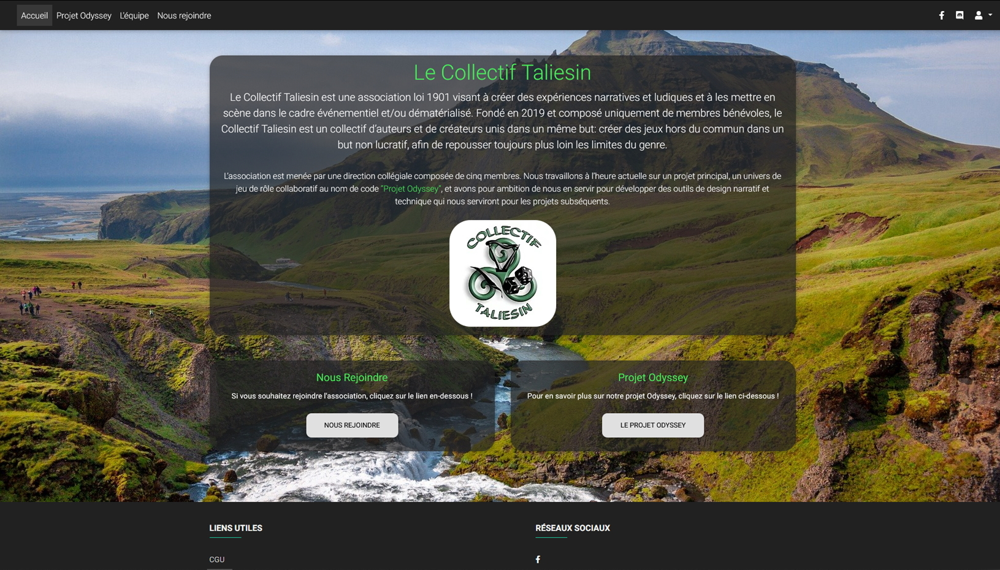 Accueil Projet Odyssey L'équipe Nous rejoindre
Le Collectif Taliesin
Le Collectif Taliesin est une association loi 1901 visant à créer des expériences narratives et ludiques et à les mettre en
scène dans le cadre événementiel et/ou dématérialisé. Fondé en 2019 et composé uniquement de membres bénévoles, le
Collectif Taliesin est un collectif d’auteurs et de créateurs unis dans un même but: créer des jeux hors du commun dans un
but non lucratif, afin de repousser toujours plus loin les limites du genre.
L’association est menée par une direction collégiale composée de cinq membres. Nous travaillons à l’heure actuelle sur un projet principal, un univers de
jeu de rôle collaboratif au nom de code “Projet Odyssey”, et avons pour ambition de nous en servir pour développer des outils de design narratif et
technique qui nous serviront pour les projets subséquents.
COLLECTIF
TALIESIN
Nous Rejoindre
Si vous souhaitez rejoindre l'association, cliquez sur le lien en-dessous !
NOUS REJOINDRE
Projet Odyssey
Pour en savoir plus sur notre projet Odyssey, cliquez sur le lien ci-dessous !
LE PROJET ODYSSEY
LIENS UTILES
CGU
RÉSEAUX SOCIAUX